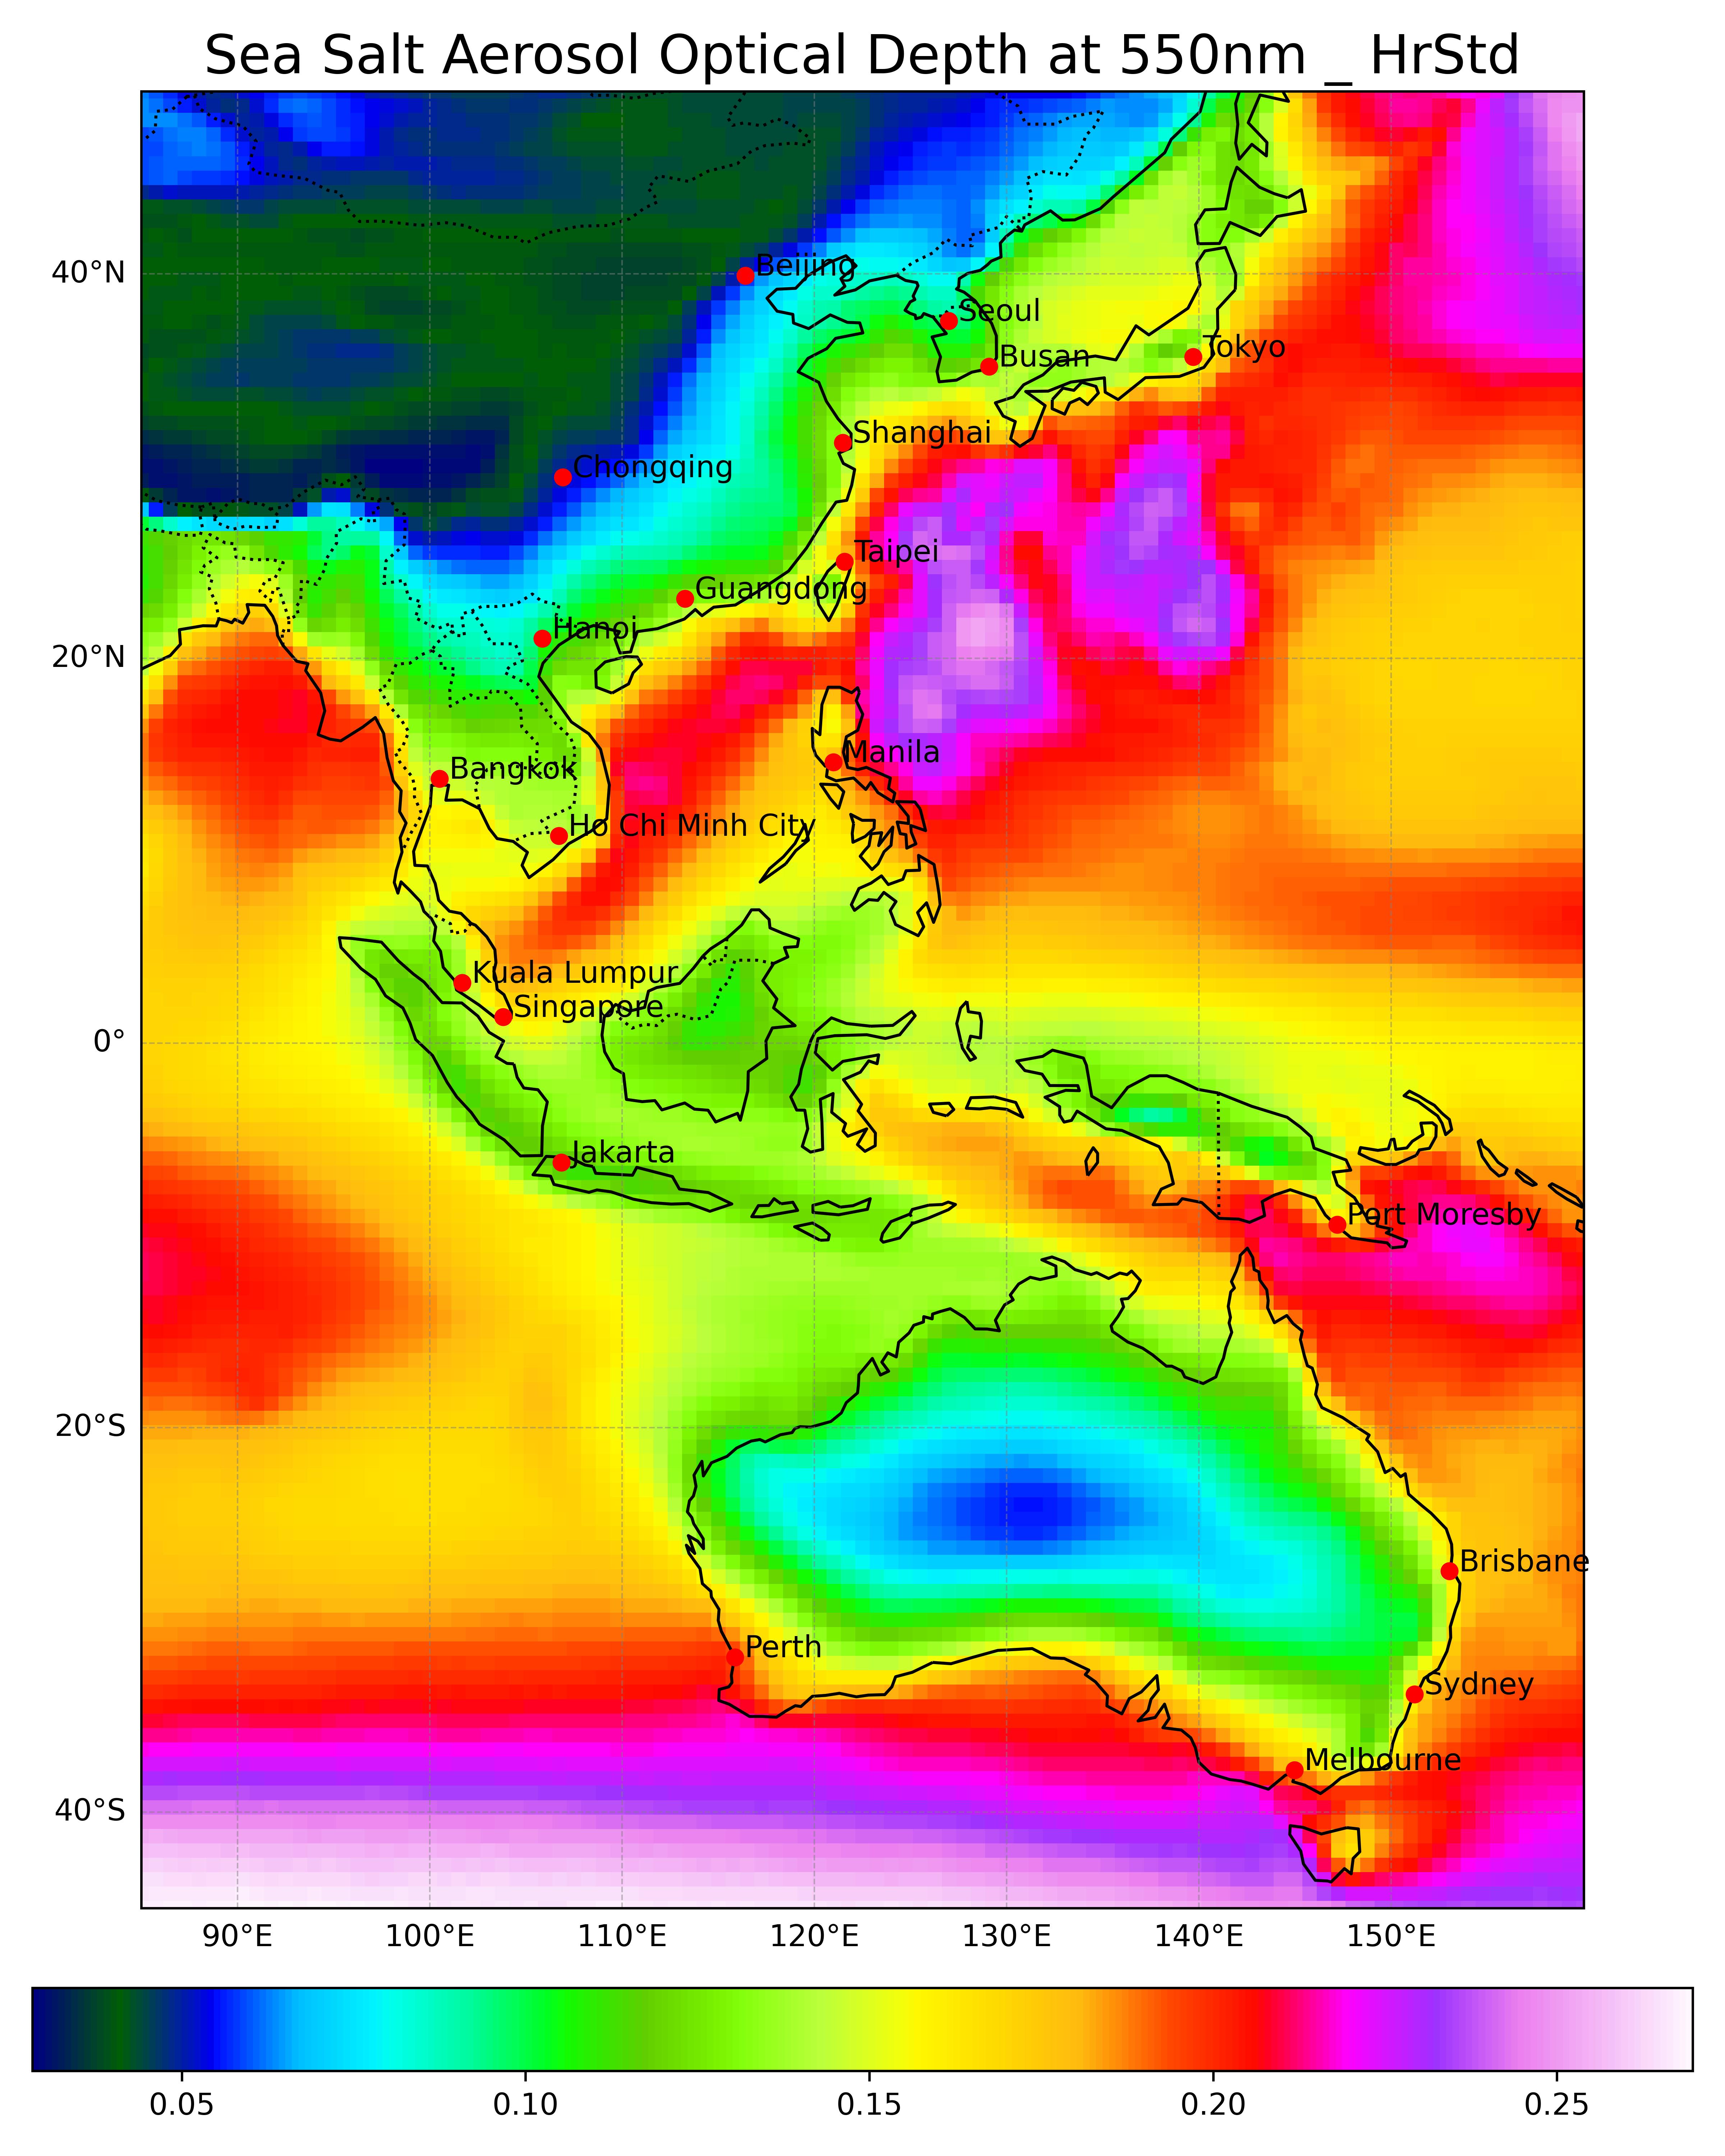 Sea Salt Aerosol Optical Depth at 550nm _ HrStd
40°N
20°N
0°
20°S
40°S
Beijing
Seoul
Tokyo
Busan
Shanghai
Chongqing
Taipei
Guangdong
Hanoi
Manila
Bangkok
Ho Chi Minh City
Kuala Lumpur
Singapore
Jakarta
Port Moresby
Brisbane
Perth
Sydney
Melbourne
90°E 100°E 110°E 120°E 130°E 140°E 150°E
0.05 0.10 0.15 0.20 0.25